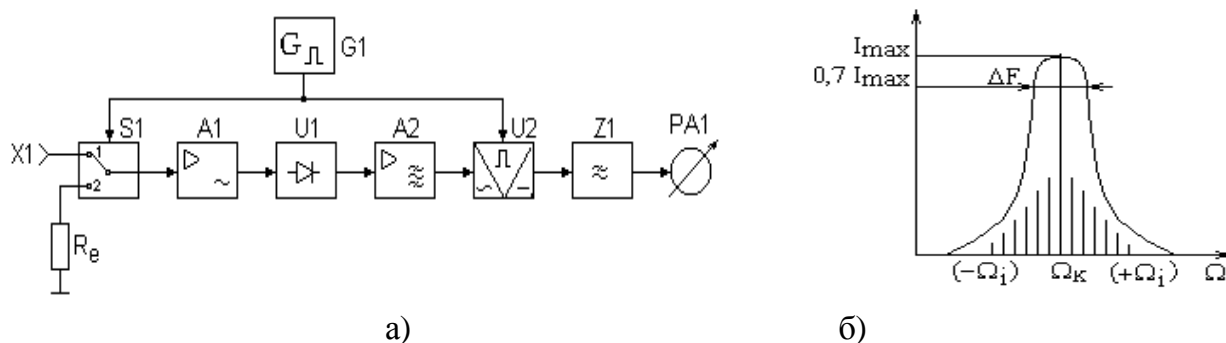 G G1
S1 A1 U1 A2 U2 Z1 PA1
X1 1
2
Re
а)
Imax
0,7 Imax ΔF
(-Ωi) Ωк (+Ωi) Ω
б)